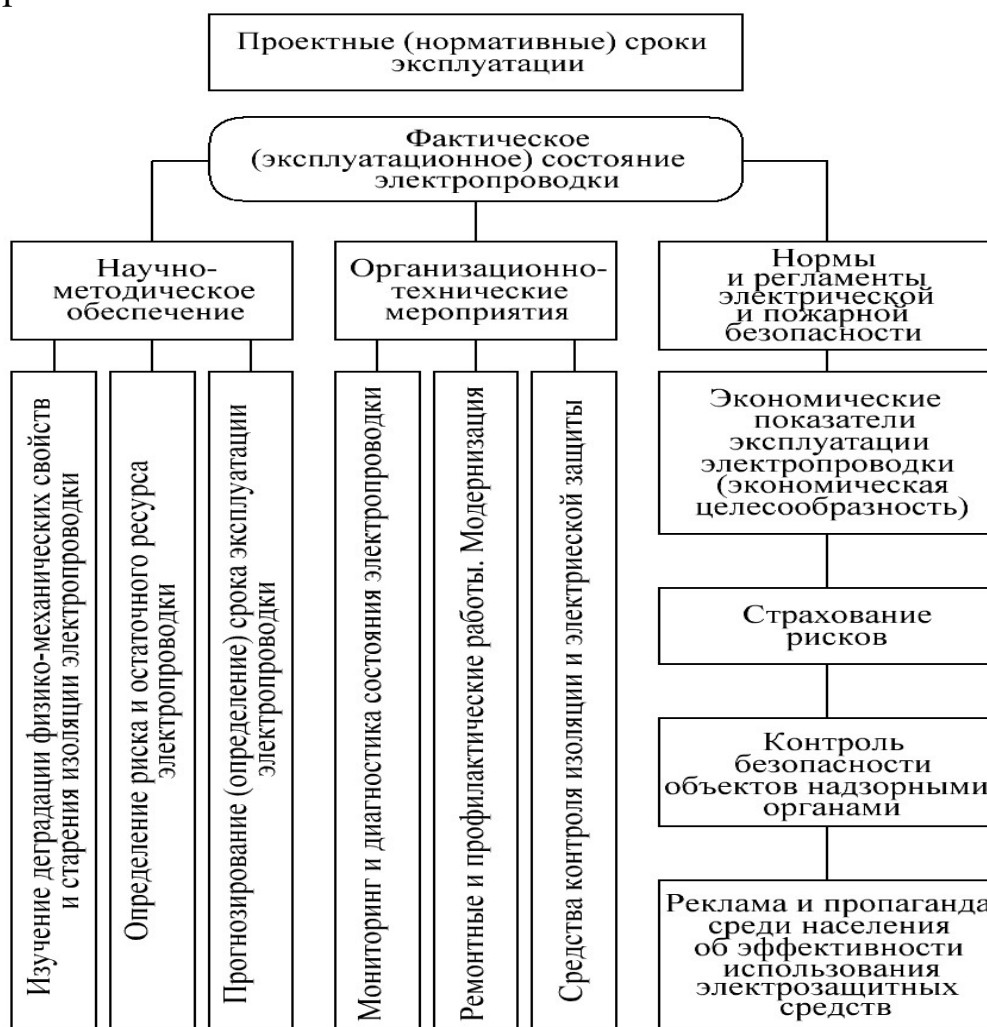 Проектные (нормативные) сроки
эксплуатации
Фактическое
(эксплуатационное) состояние
электропроводки
Научно-
методическое
обеспечение
Организационно-
технические
мероприятия
Нормы
и регламенты
электрической
и пожарной
безопасности
Изучение деградации физико-механических свойств
и старения изоляции электропроводки
Определение риска и остаточного ресурса
электропроводки
Прогнозирование (определение) срока эксплуатации
электропроводки
Мониторинг и диагностика состояния электропроводки
Ремонтные и профилактические работы. Модернизация
Средства контроля изоляции и электриеской защиты
Экономические
показатели
эксплуатации
электропроводки
(экономическая
целесообразность)
Страхование
рисков
Контроль
безопасности
объектов надзорными
органами
Реклама и пропаганда
среди населения
об эффективности
использования
электрозащитных
средств